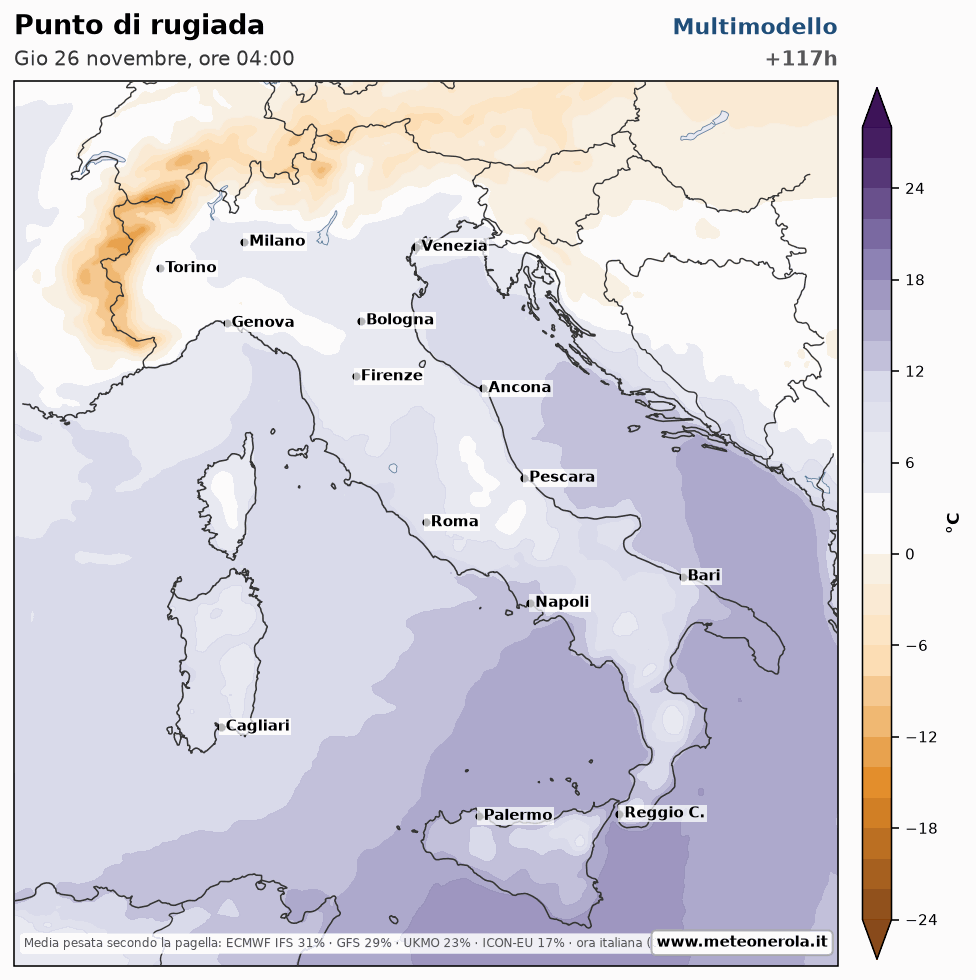 Punto di rugiada
Multimodello
Gio 26 novembre, ore 04:00
+117h
Milano
Venezia
Torino
Genova
Bologna
Firenze
Ancona
Pescara
Roma
Bari
Napoli
Cagliari
Palermo
Reggio C.
24
18
12
6
0
−6
−12
−18
−24
°C
Media pesata secondo la pagella: ECMWF IFS 31% · GFS 29% · UKMO 23% · ICON-EU 17% · ora italiana (
www.meteonerola.it